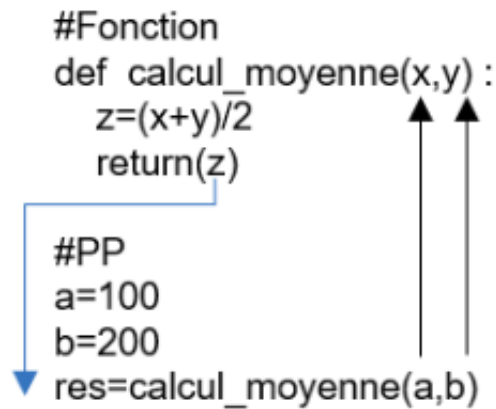 #Fonction
def calcul_moyenne(x,y) :
z=(x+y)/2
return(z)
#PP
a=100
b=200
res=calcul_moyenne(a,b)